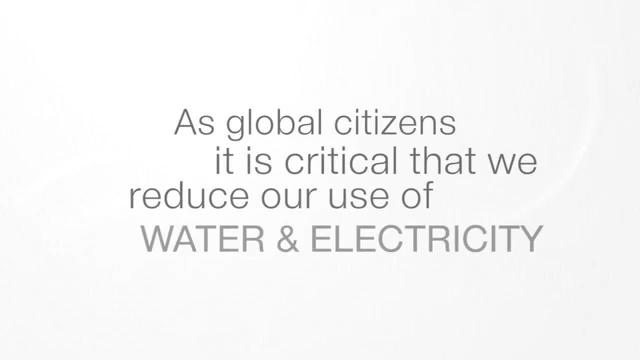 As global citizens
it is critical that we
reduce our use of
WATER & ELECTRICITY